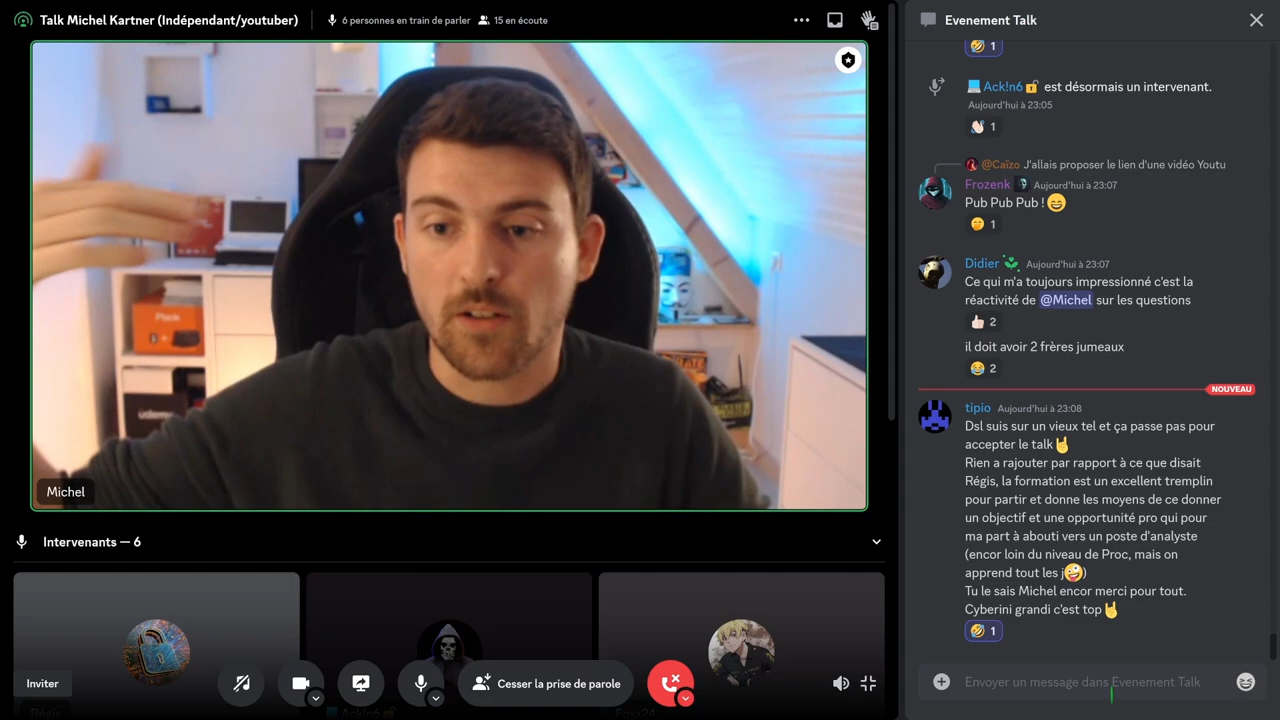 Talk Michel Kartner (Indépendant/youtuber)
6 personnes en train de parler
15 en écoute
Evenement Talk
Pack
udemy
Michel
Intervenants — 6
Inviter
Cesser la prise de parole
Régis
Ack!n6
1
Ack!n6 est désormais un intervenant.
Aujourd'hui à 23:05
1
@Caïzo J'allais proposer le lien d'une vidéo Youtu
Frozenk Aujourd'hui à 23:07
Pub Pub Pub !
1
Didier Aujourd'hui à 23:07
Ce qui m'a toujours impressionné c'est la
réactivité de @Michel sur les questions
2
il doit avoir 2 frères jumeaux
2
NOUVEAU
tipio Aujourd'hui à 23:08
Dsl suis sur un vieux tel et ça passe pas pour
accepter le talk
Rien a rajouter par rapport à ce que disait
Régis, la formation est un excellent tremplin
pour partir et donne les moyens de ce donner
un objectif et une opportunité pro qui pour
ma part à abouti vers un poste d'analyste
(encor loin du niveau de Proc, mais on
apprend tout les j)
Tu le sais Michel encor merci pour tout.
Cyberini grandi c'est top
1
Envoyer un message dans Evenement Talk